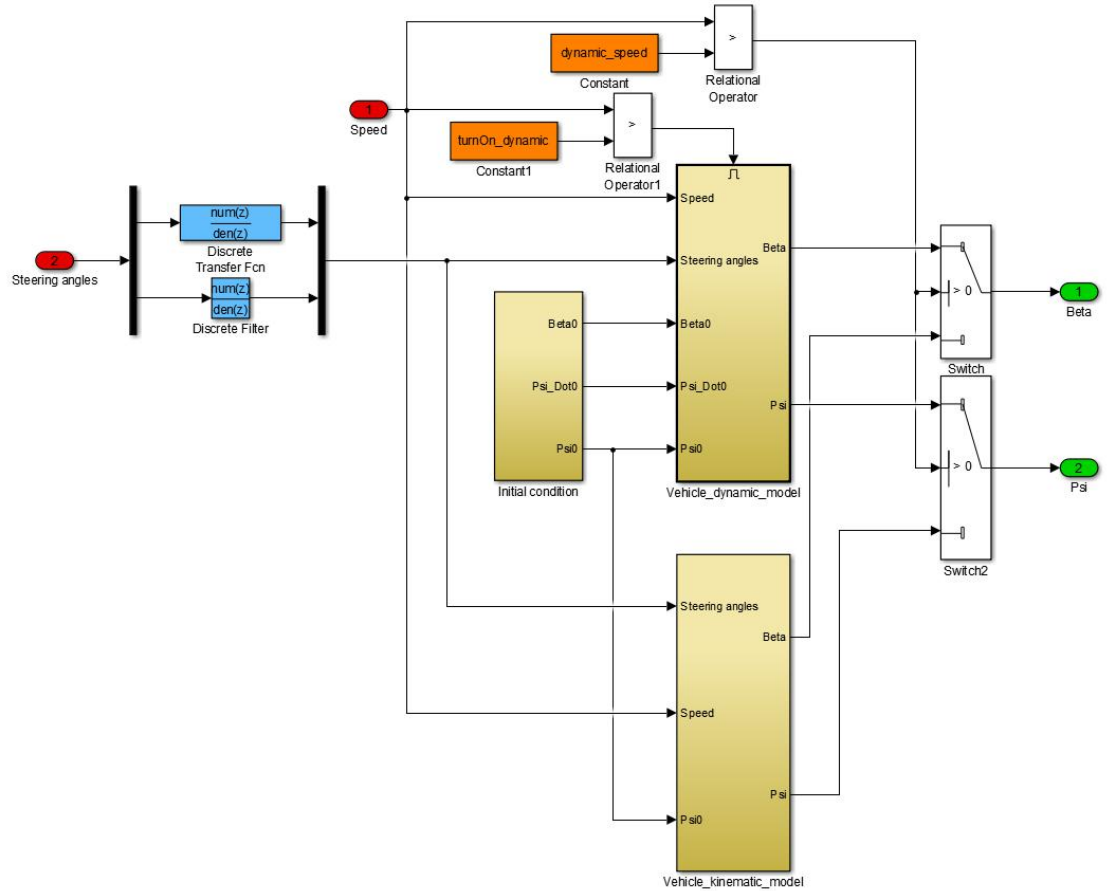 >
dynamic_speed
Constant
Relational
Operator
1
Speed
>
turnOn_dynamic
Constant1
Relational
Operator1
Speed
num(z)
den(z)
Discrete
Transfer Fcn
2
Steering angles
num(z)
den(z)
Discrete Filter
Beta
Steering angles
> 0
1
Beta
Beta0
Beta0
Switch
Psi_Dot0
Psi_Dot0
Psi
Psi0
Psi0
> 0
2
Psi
Initial condition
Vehicle_dynamic_model
Switch2
Steering angles
Beta
Speed
Psi
Psi0
Vehicle_kinematic_model